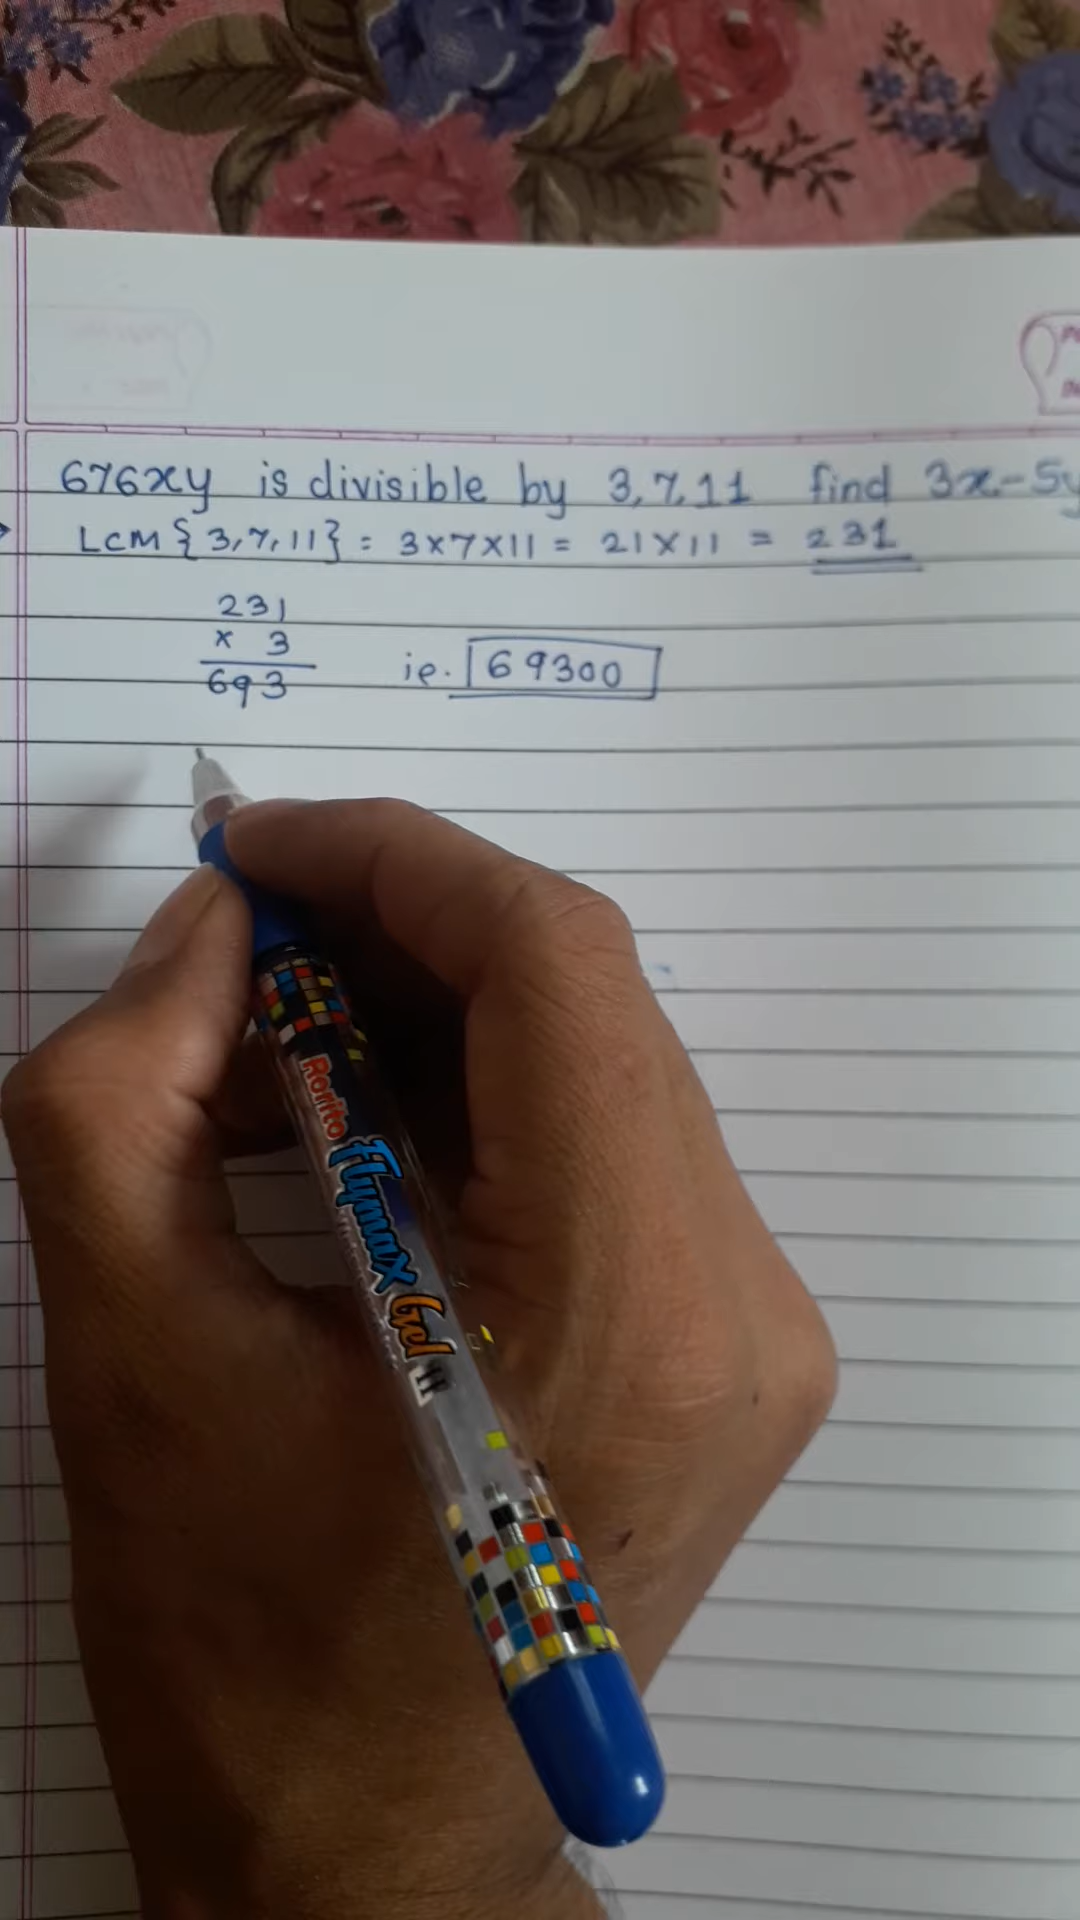 676xy is divisible by 3,7,11 find 3x-5y
LCM {3,7,11} = 3×7×11 = 21×11 = 231
231
× 3
693
ie. 69300
Rorito
Flymax Gel